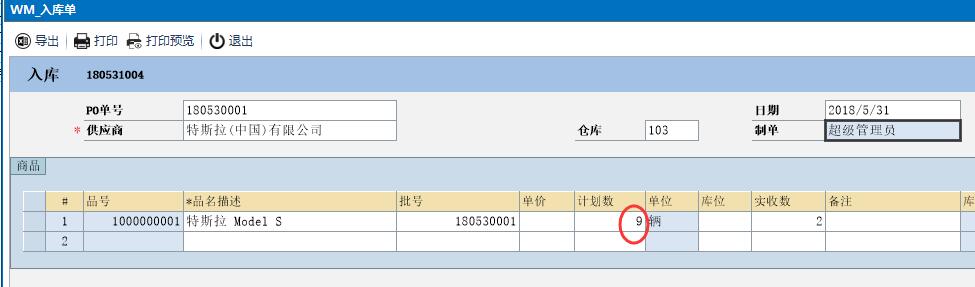 WM_入库单
导出 打印 打印预览 退出
入库 180531004
PO单号 180530001 日期 2018/5/31
* 供应商 特斯拉(中国)有限公司 仓库 103 制单 超级管理员
商品
# 品号 *品名描述 批号 单价 计划数 单位 库位 实收数 备注 库
1 1000000001 特斯拉 Model S 180530001 9 辆 2
2